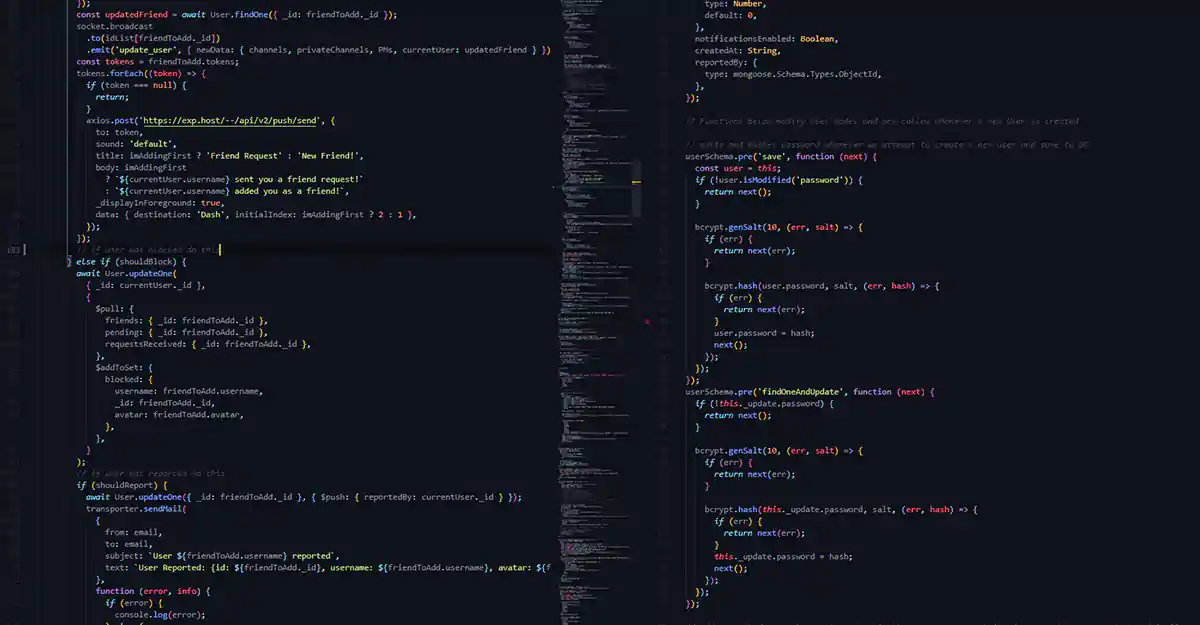 });
const updatedFriend = await User.findOne({ _id: friendToAdd._id });
socket.broadcast
.to(idList[friendToAdd._id])
.emit('update_user', { newData: { channels, privateChannels, PMs, currentUser: updatedFriend } })
const tokens = friendToAdd.tokens;
tokens.forEach((token) => {
if (token === null) {
return;
}
axios.post('https://exp.host/--/api/v2/push/send', {
to: token,
sound: 'default',
title: imAddingFirst ? 'Friend Request' : 'New Friend!',
body: imAddingFirst
? `${currentUser.username} sent you a friend request!`
: `${currentUser.username} added you as a friend!`,
_displayInForeground: true,
data: { destination: 'Dash', initialIndex: imAddingFirst ? 2 : 1 },
});
});
// If user was blocked do this
} else if (shouldBlock) {
await User.updateOne(
{ _id: currentUser._id },
{
$pull: {
friends: { _id: friendToAdd._id },
pending: { _id: friendToAdd._id },
requestsReceived: { _id: friendToAdd._id },
},
$addToSet: {
blocked: {
username: friendToAdd.username,
_id: friendToAdd._id,
avatar: friendToAdd.avatar,
},
},
}
);
// If user was reported do this
if (shouldReport) {
await User.updateOne({ _id: friendToAdd._id }, { $push: { reportedBy: currentUser._id } });
transporter.sendMail(
{
from: email,
to: email,
subject: `User ${friendToAdd.username} reported`,
text: `User Reported: {id: ${friendToAdd._id}, username: ${friendToAdd.username}, avatar: ${f
},
function (error, info) {
if (error) {
console.log(error);
type: Number,
default: 0,
},
notificationsEnabled: Boolean,
createdAt: String,
reportedBy: {
type: mongoose.Schema.Types.ObjectId,
},
});
// Functions below modify user model and are called whenever a new User is created
// Salts and hashes password whenever we attempt to create a new user and save to DB
userSchema.pre('save', function (next) {
const user = this;
if (!user.isModified('password')) {
return next();
}
bcrypt.genSalt(10, (err, salt) => {
if (err) {
return next(err);
}
bcrypt.hash(user.password, salt, (err, hash) => {
if (err) {
return next(err);
}
user.password = hash;
next();
});
});
});
userSchema.pre('findOneAndUpdate', function (next) {
if (!this._update.password) {
return next();
}
bcrypt.genSalt(10, (err, salt) => {
if (err) {
return next(err);
}
bcrypt.hash(this._update.password, salt, (err, hash) => {
if (err) {
return next(err);
}
this._update.password = hash;
next();
});
});
});